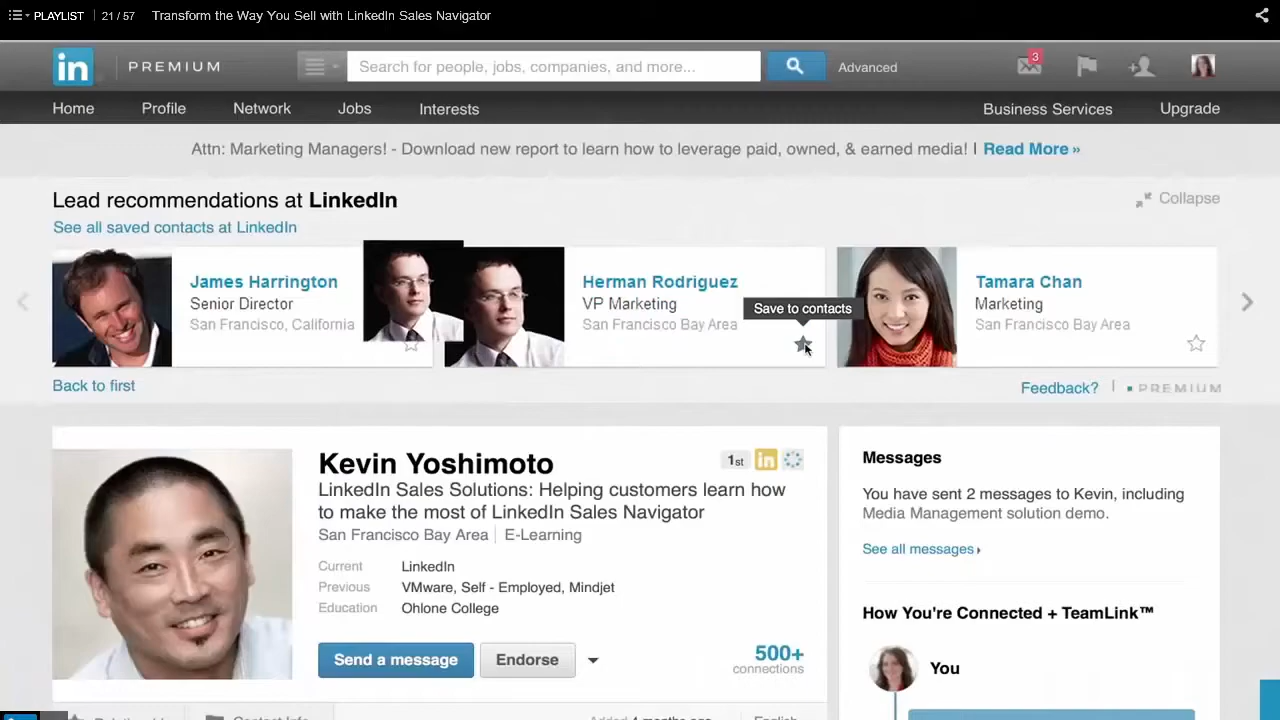 PLAYLIST 21 / 57 Transform the Way You Sell with LinkedIn Sales Navigator
in PREMIUM Search for people, jobs, companies, and more... Advanced 3
Home Profile Network Jobs Interests Business Services Upgrade
Attn: Marketing Managers! - Download new report to learn how to leverage paid, owned, & earned media! | Read More »
Lead recommendations at LinkedIn Collapse
See all saved contacts at LinkedIn
James Harrington
Senior Director
San Francisco, California
Herman Rodriguez
VP Marketing
San Francisco Bay Area
Save to contacts
Tamara Chan
Marketing
San Francisco Bay Area
Back to first Feedback? | PREMIUM
Kevin Yoshimoto 1st in
LinkedIn Sales Solutions: Helping customers learn how
to make the most of LinkedIn Sales Navigator
San Francisco Bay Area E-Learning
Current LinkedIn
Previous VMware, Self - Employed, Mindjet
Education Ohlone College
Send a message Endorse
500+
connections
Messages
You have sent 2 messages to Kevin, including
Media Management solution demo.
See all messages
How You're Connected + TeamLink™
You